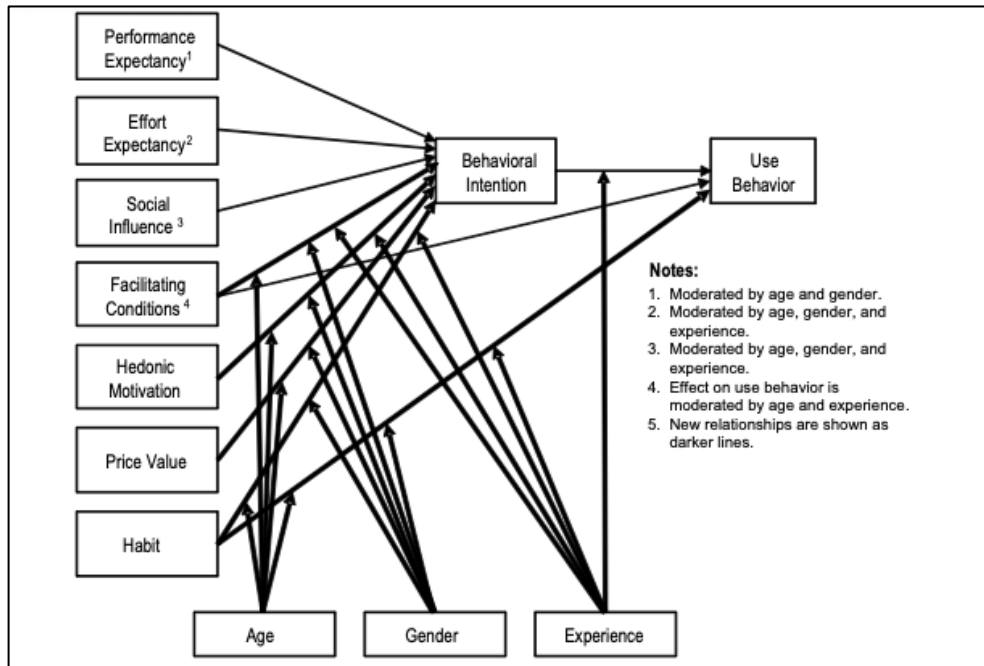 Performance
Expectancy1
Effort
Expectancy2
Social
Influence 3
Facilitating
Conditions 4
Hedonic
Motivation
Price Value
Habit
Behavioral
Intention
Use
Behavior
Notes:
1. Moderated by age and gender.
2. Moderated by age, gender, and
experience.
3. Moderated by age, gender, and
experience.
4. Effect on use behavior is
moderated by age and experience.
5. New relationships are shown as
darker lines.
Age
Gender
Experience